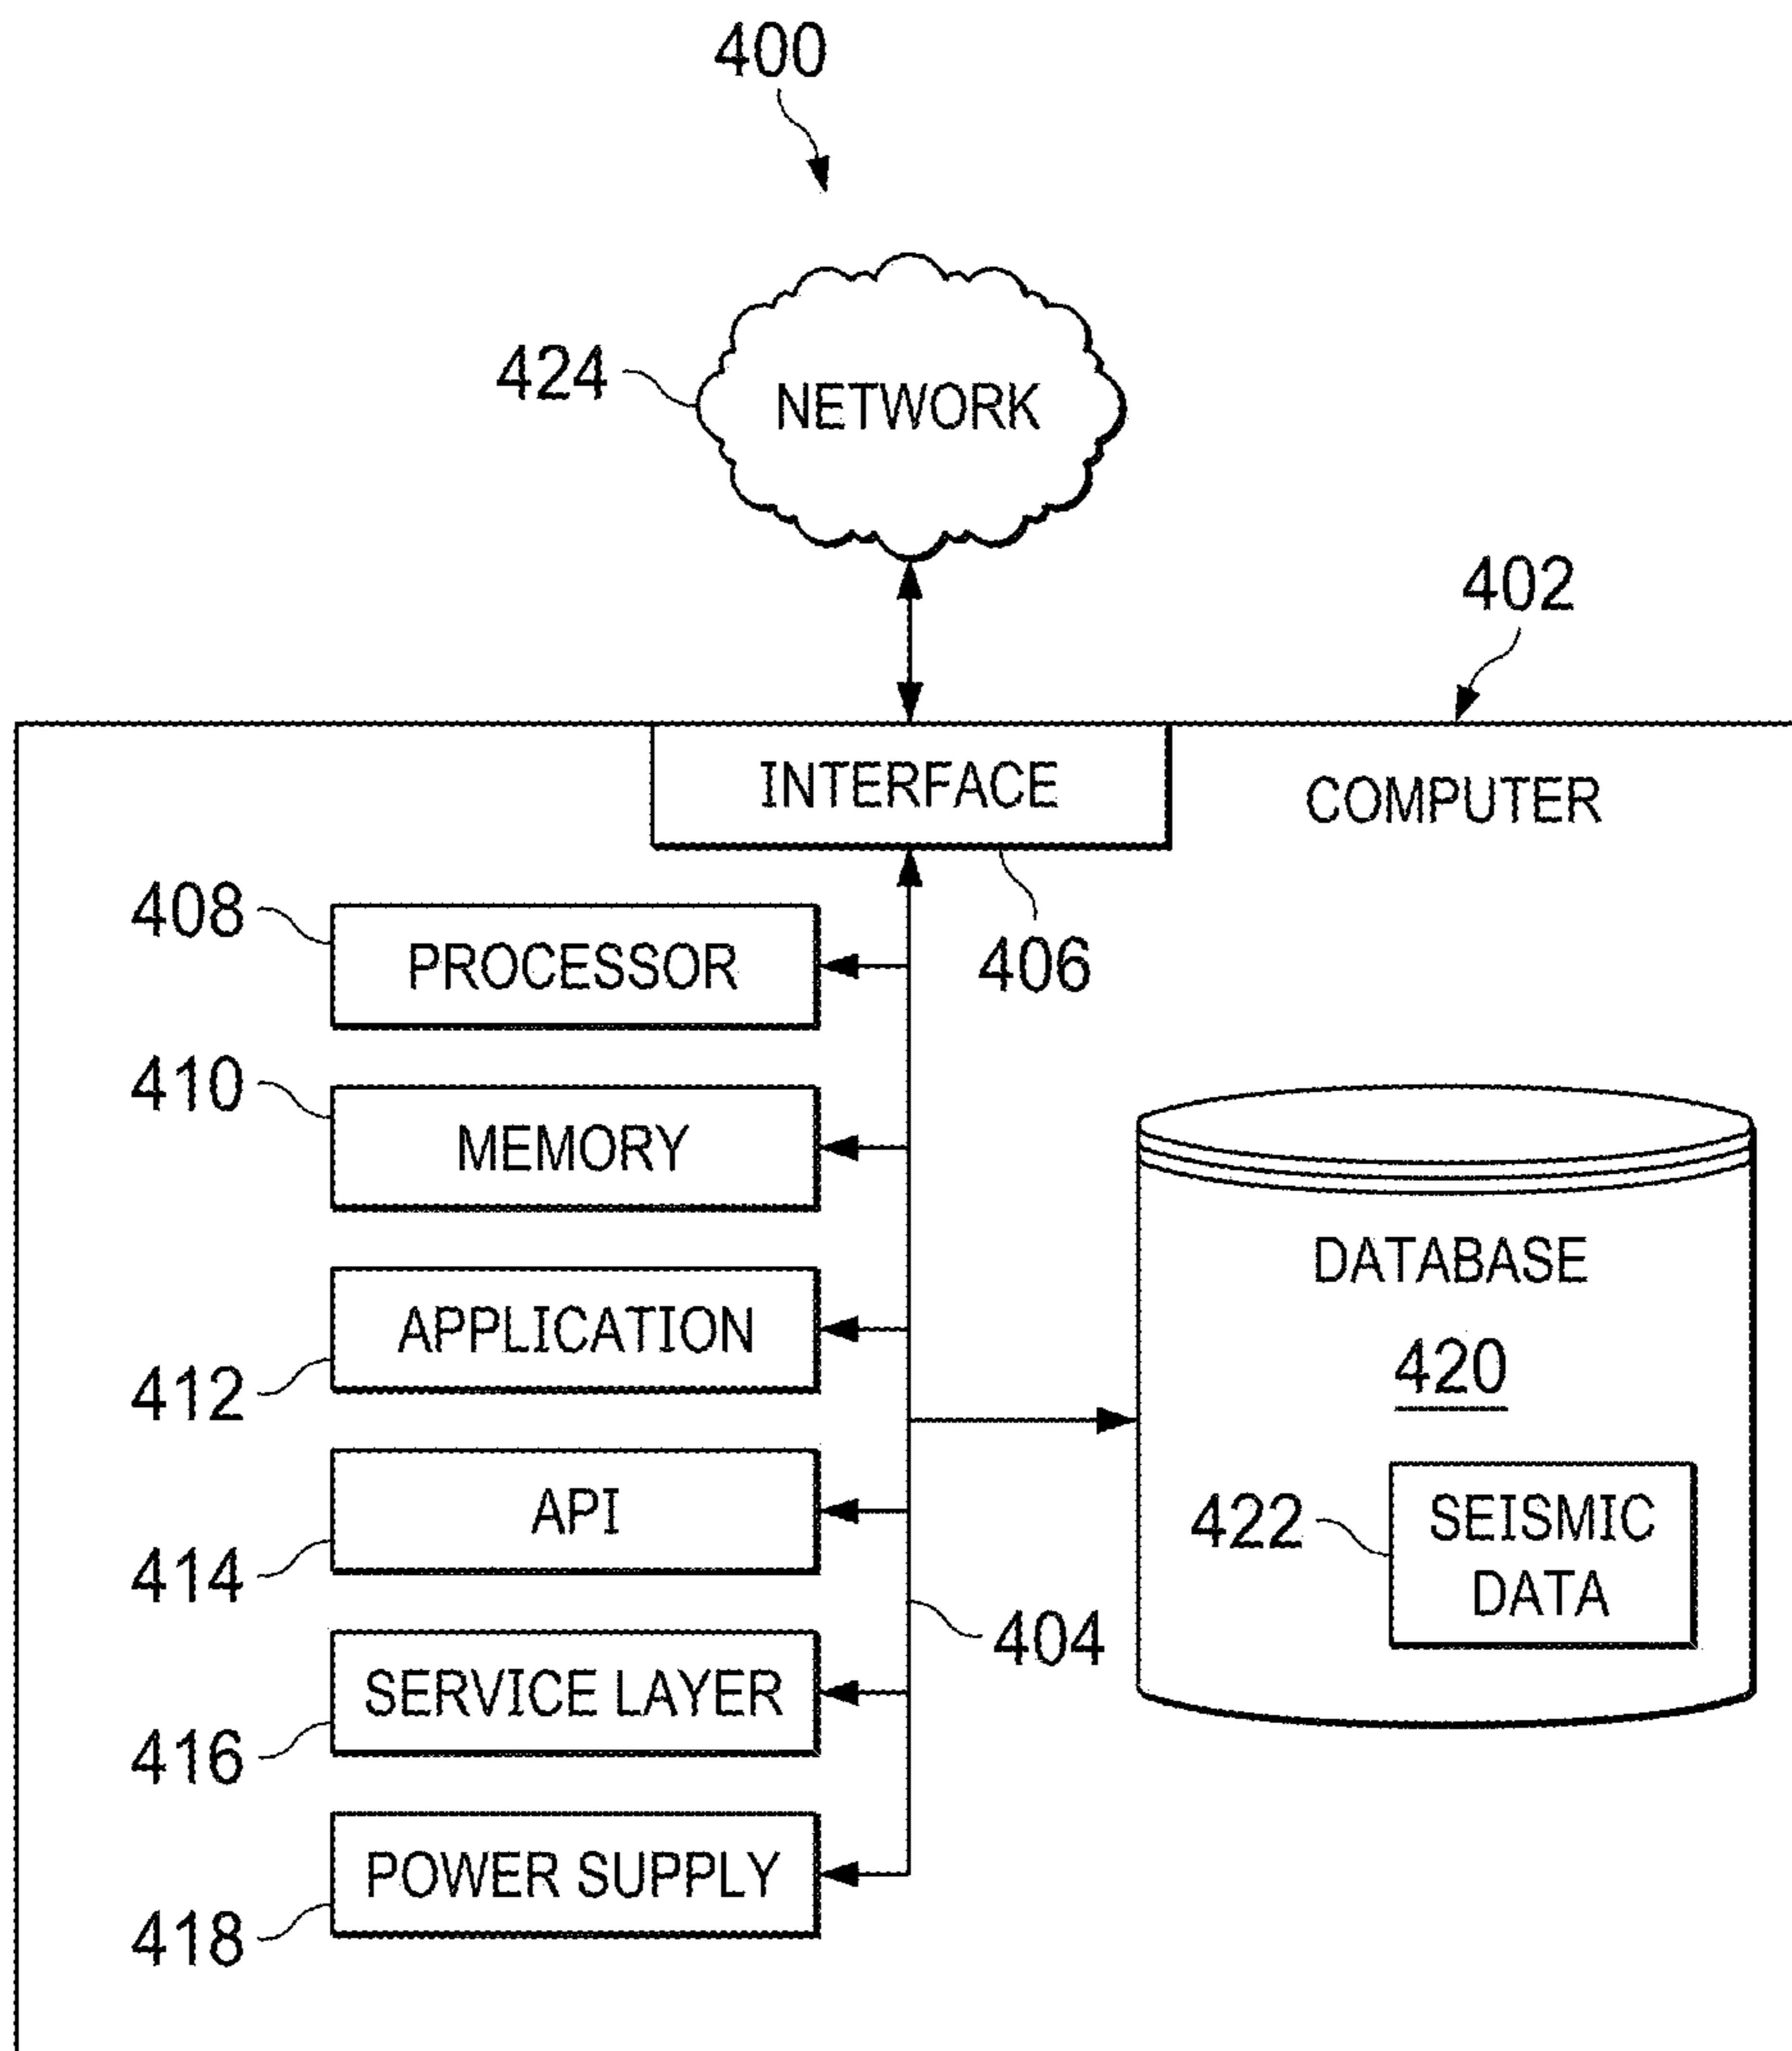 400
424
NETWORK
402
INTERFACE
COMPUTER
408
PROCESSOR
406
410
MEMORY
APPLICATION
412
DATABASE
420
API
414
422
SEISMIC
DATA
404
SERVICE LAYER
416
POWER SUPPLY
418